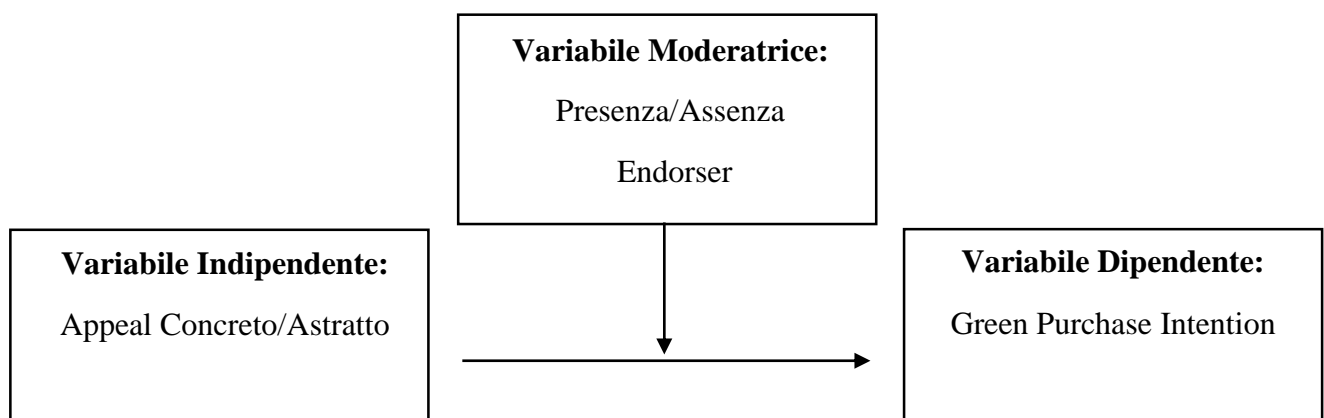 Variabile Moderatrice:
Presenza/Assenza
Endorser
Variabile Indipendente:
Appeal Concreto/Astratto
Variabile Dipendente:
Green Purchase Intention